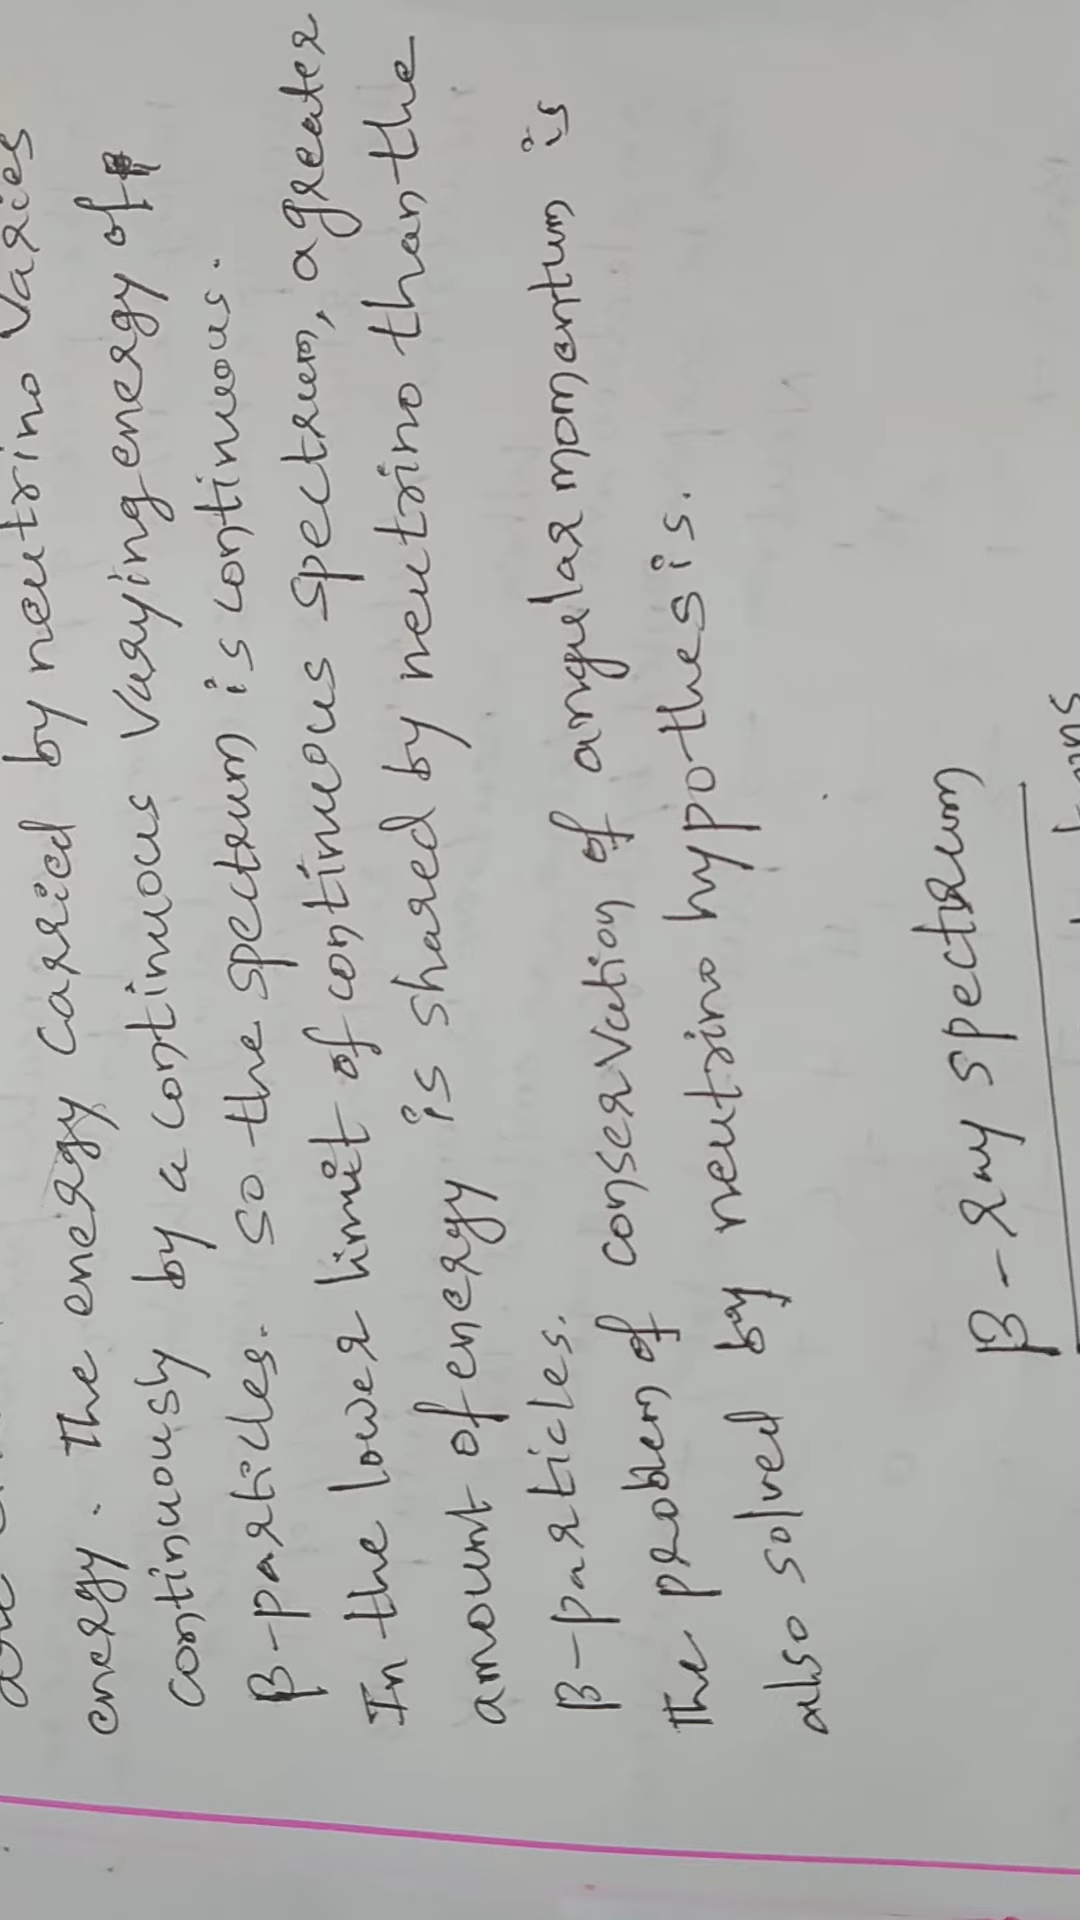 energy. The energy carried by neutrino varies
continuously by a continuous varying energy of
β-particles. So the spectrum is continuous.
In the lower limit of continuous spectrum, a greater
amount of energy is shared by neutrino than the
β-particles.
The problem of conservation of angular momentum is
also solved by neutrino hypothesis.
β-ray spectrum